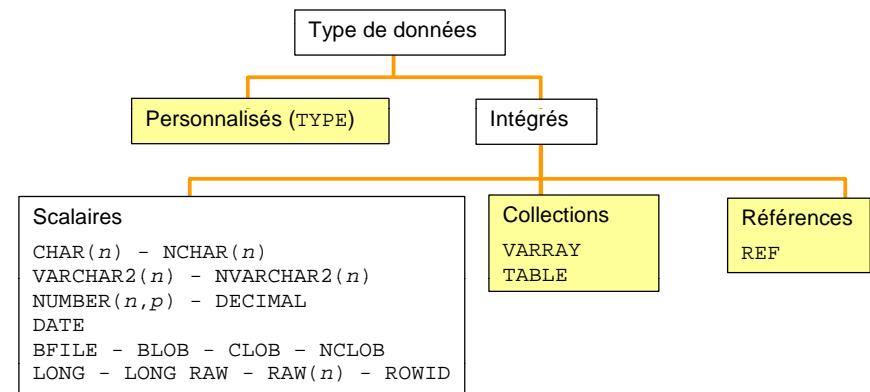 Type de données
Personnalisés (TYPE)
Intégrés
Scalaires
CHAR(n) - NCHAR(n)
VARCHAR2(n) - NVARCHAR2(n)
NUMBER(n,p) - DECIMAL
DATE
BFILE - BLOB - CLOB - NCLOB
LONG - LONG RAW - RAW(n) - ROWID
Collections
VARRAY
TABLE
Références
REF